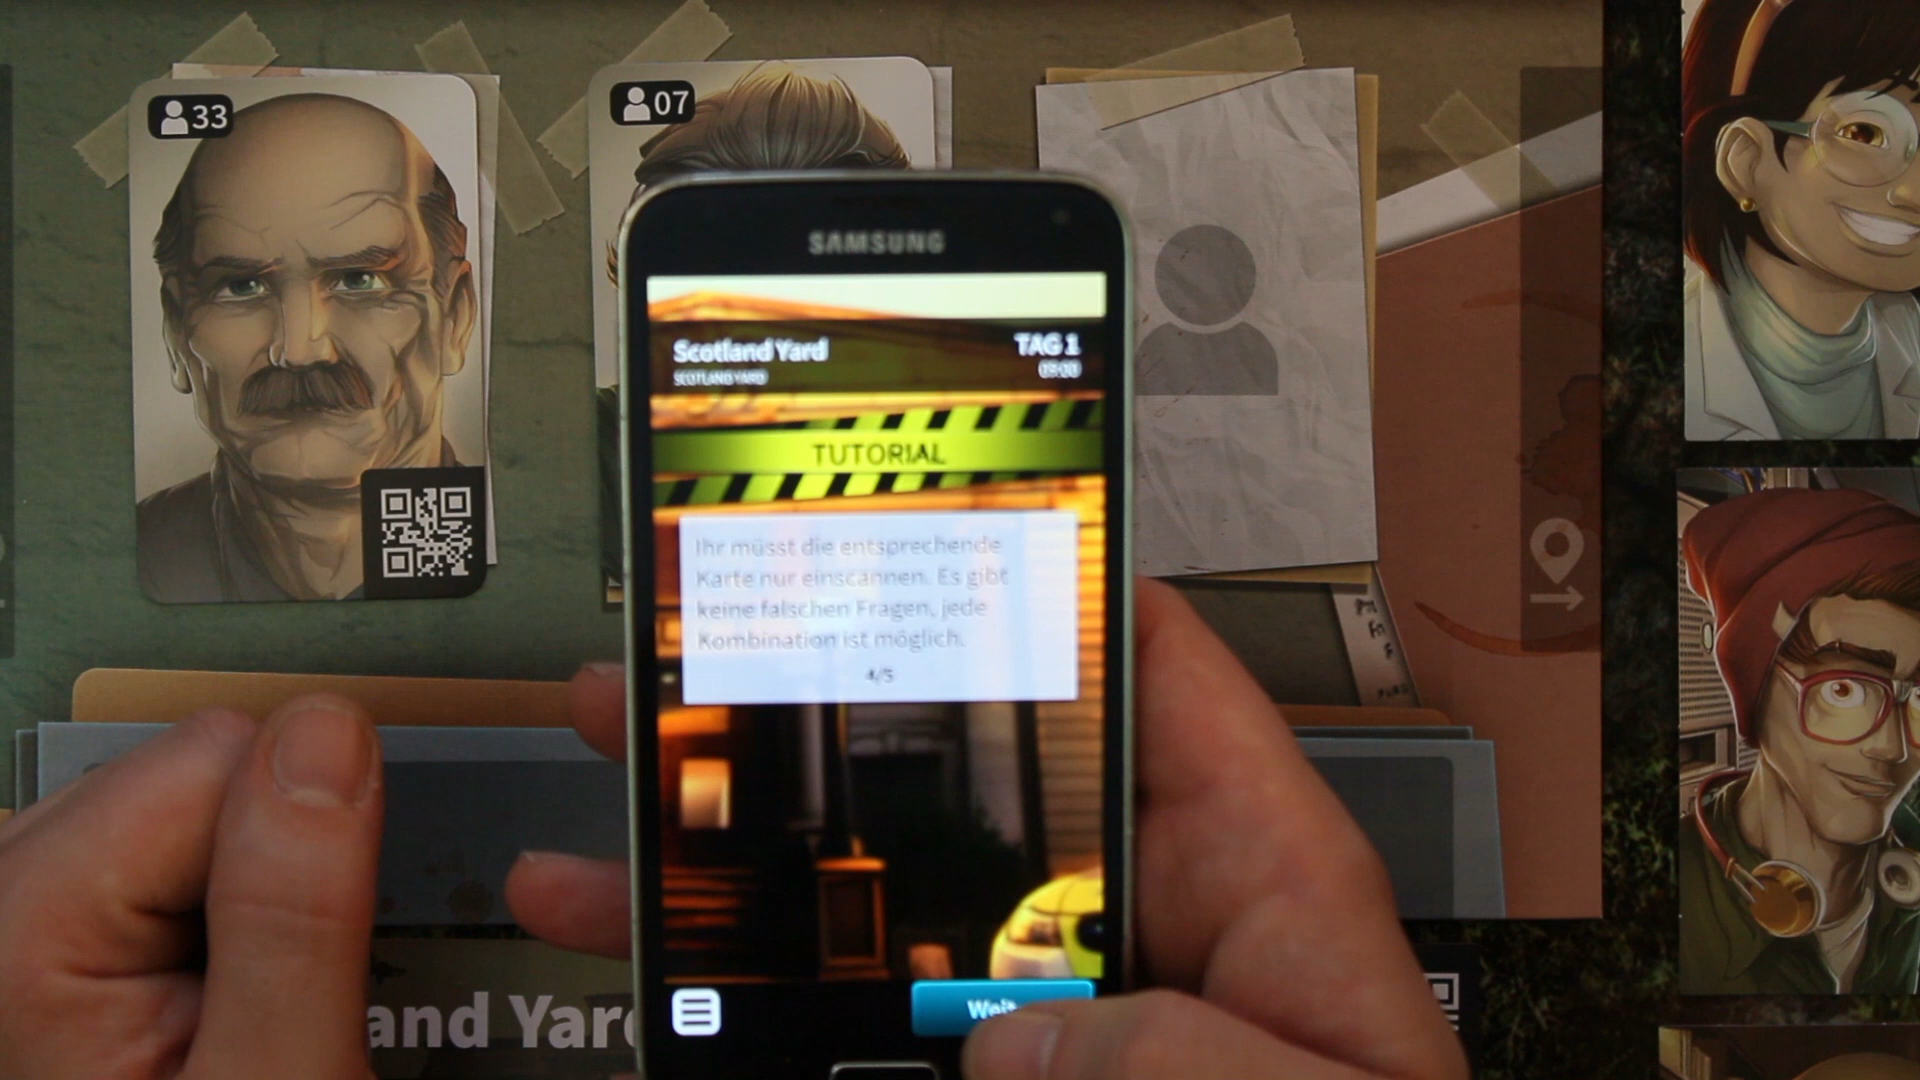 33
07
SAMSUNG
Scotland Yard
SCOTLAND YARD
TAG 1
09:00
TUTORIAL
Ihr müsst die entsprechende
Karte nur einscannen. Es gibt
keine falschen Fragen, jede
Kombination ist möglich.
4/5
Weit
and Yard